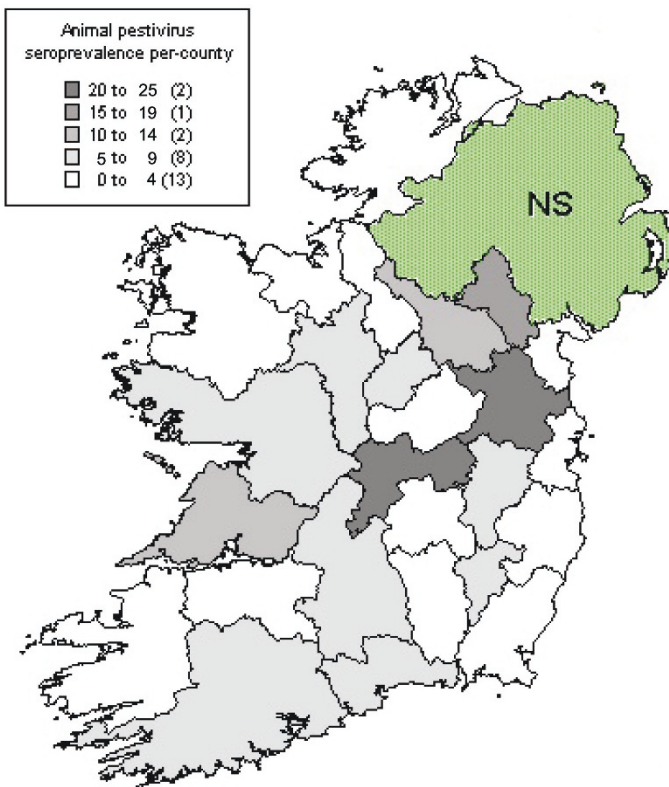 Animal pestivirus
seroprevalence per-county
20 to 25 (2)
15 to 19 (1)
10 to 14 (2)
5 to 9 (8)
0 to 4 (13)
NS